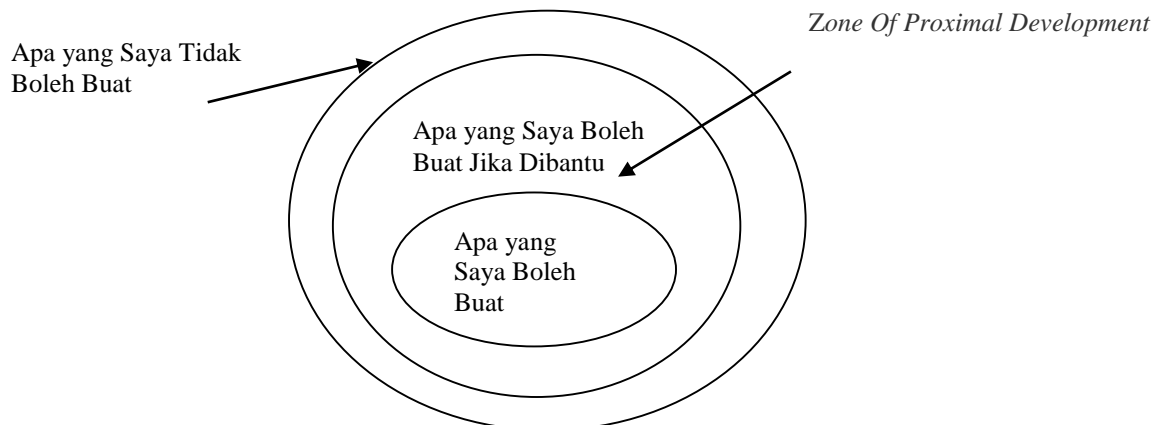 Zone Of Proximal Development
Apa yang Saya Tidak
Boleh Buat
Apa yang Saya Boleh
Buat Jika Dibantu
Apa yang
Saya Boleh
Buat